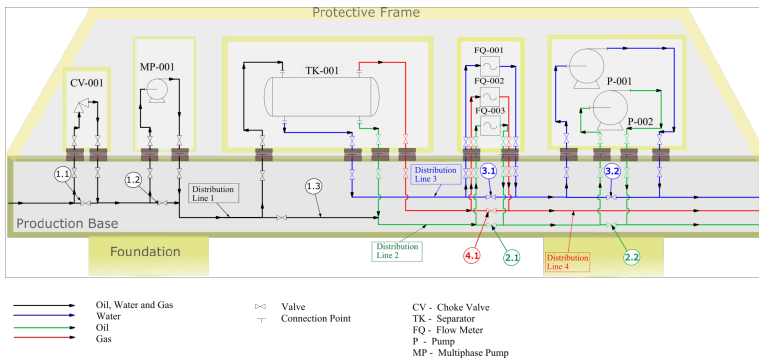 Protective Frame
CV-001
MP-001
TK-001
FQ-001
FQ-002
FQ-003
P-001
P-002
1.1
1.2
Distribution
Line 1
1.3
Distribution
Line 3
3.1
3.2
Production Base
Foundation
Distribution
Line 2
4.1
2.1
Distribution
Line 4
2.2
Oil, Water and Gas
Water
Oil
Gas
Valve
Connection Point
CV - Choke Valve
TK - Separator
FQ - Flow Meter
P - Pump
MP - Multiphase Pump